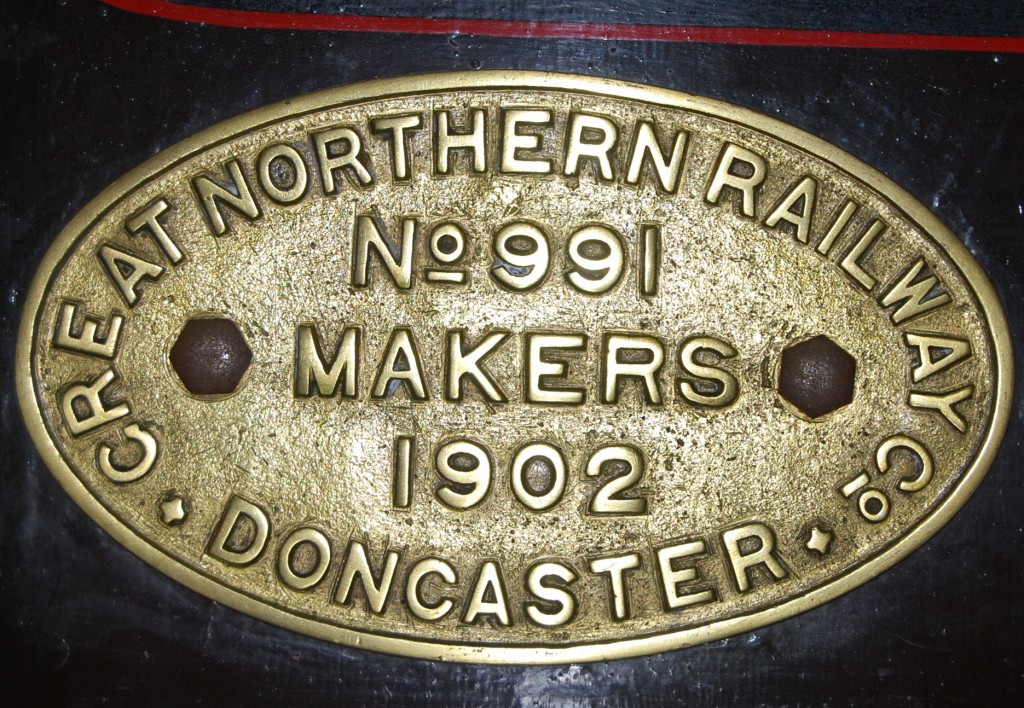 GREAT NORTHERN RAILWAY Co
No 991
MAKERS
1902
DONCASTER